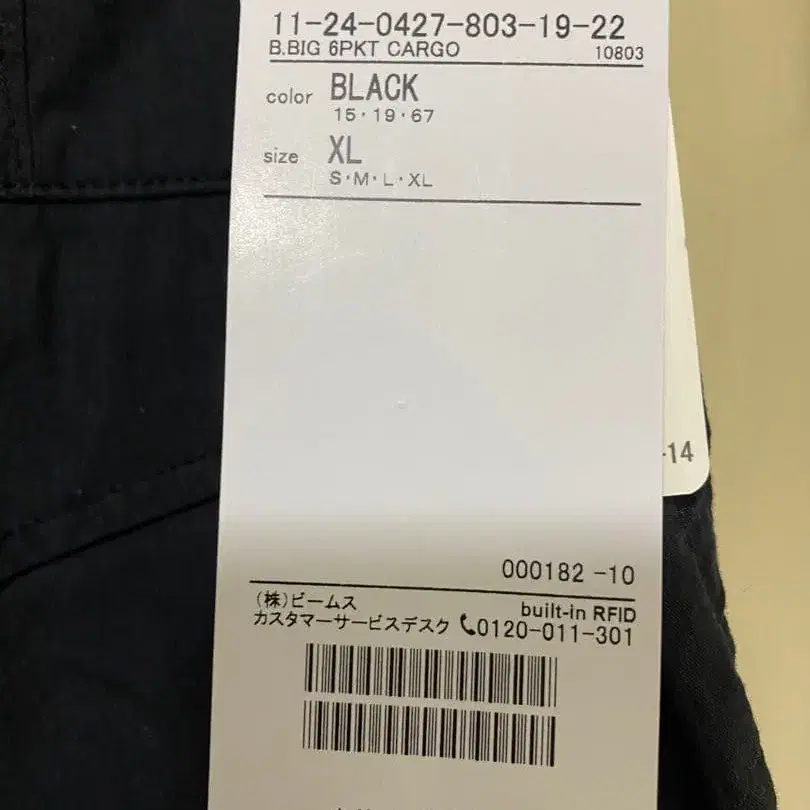 11-24-0427-803-19-22
B.BIG 6PKT CARGO 10803
color BLACK
15・19・67
size XL
S・M・L・XL
-14
000182 -10
(株)ビームス built-in RFID
カスタマーサービスデスク 0120-011-301